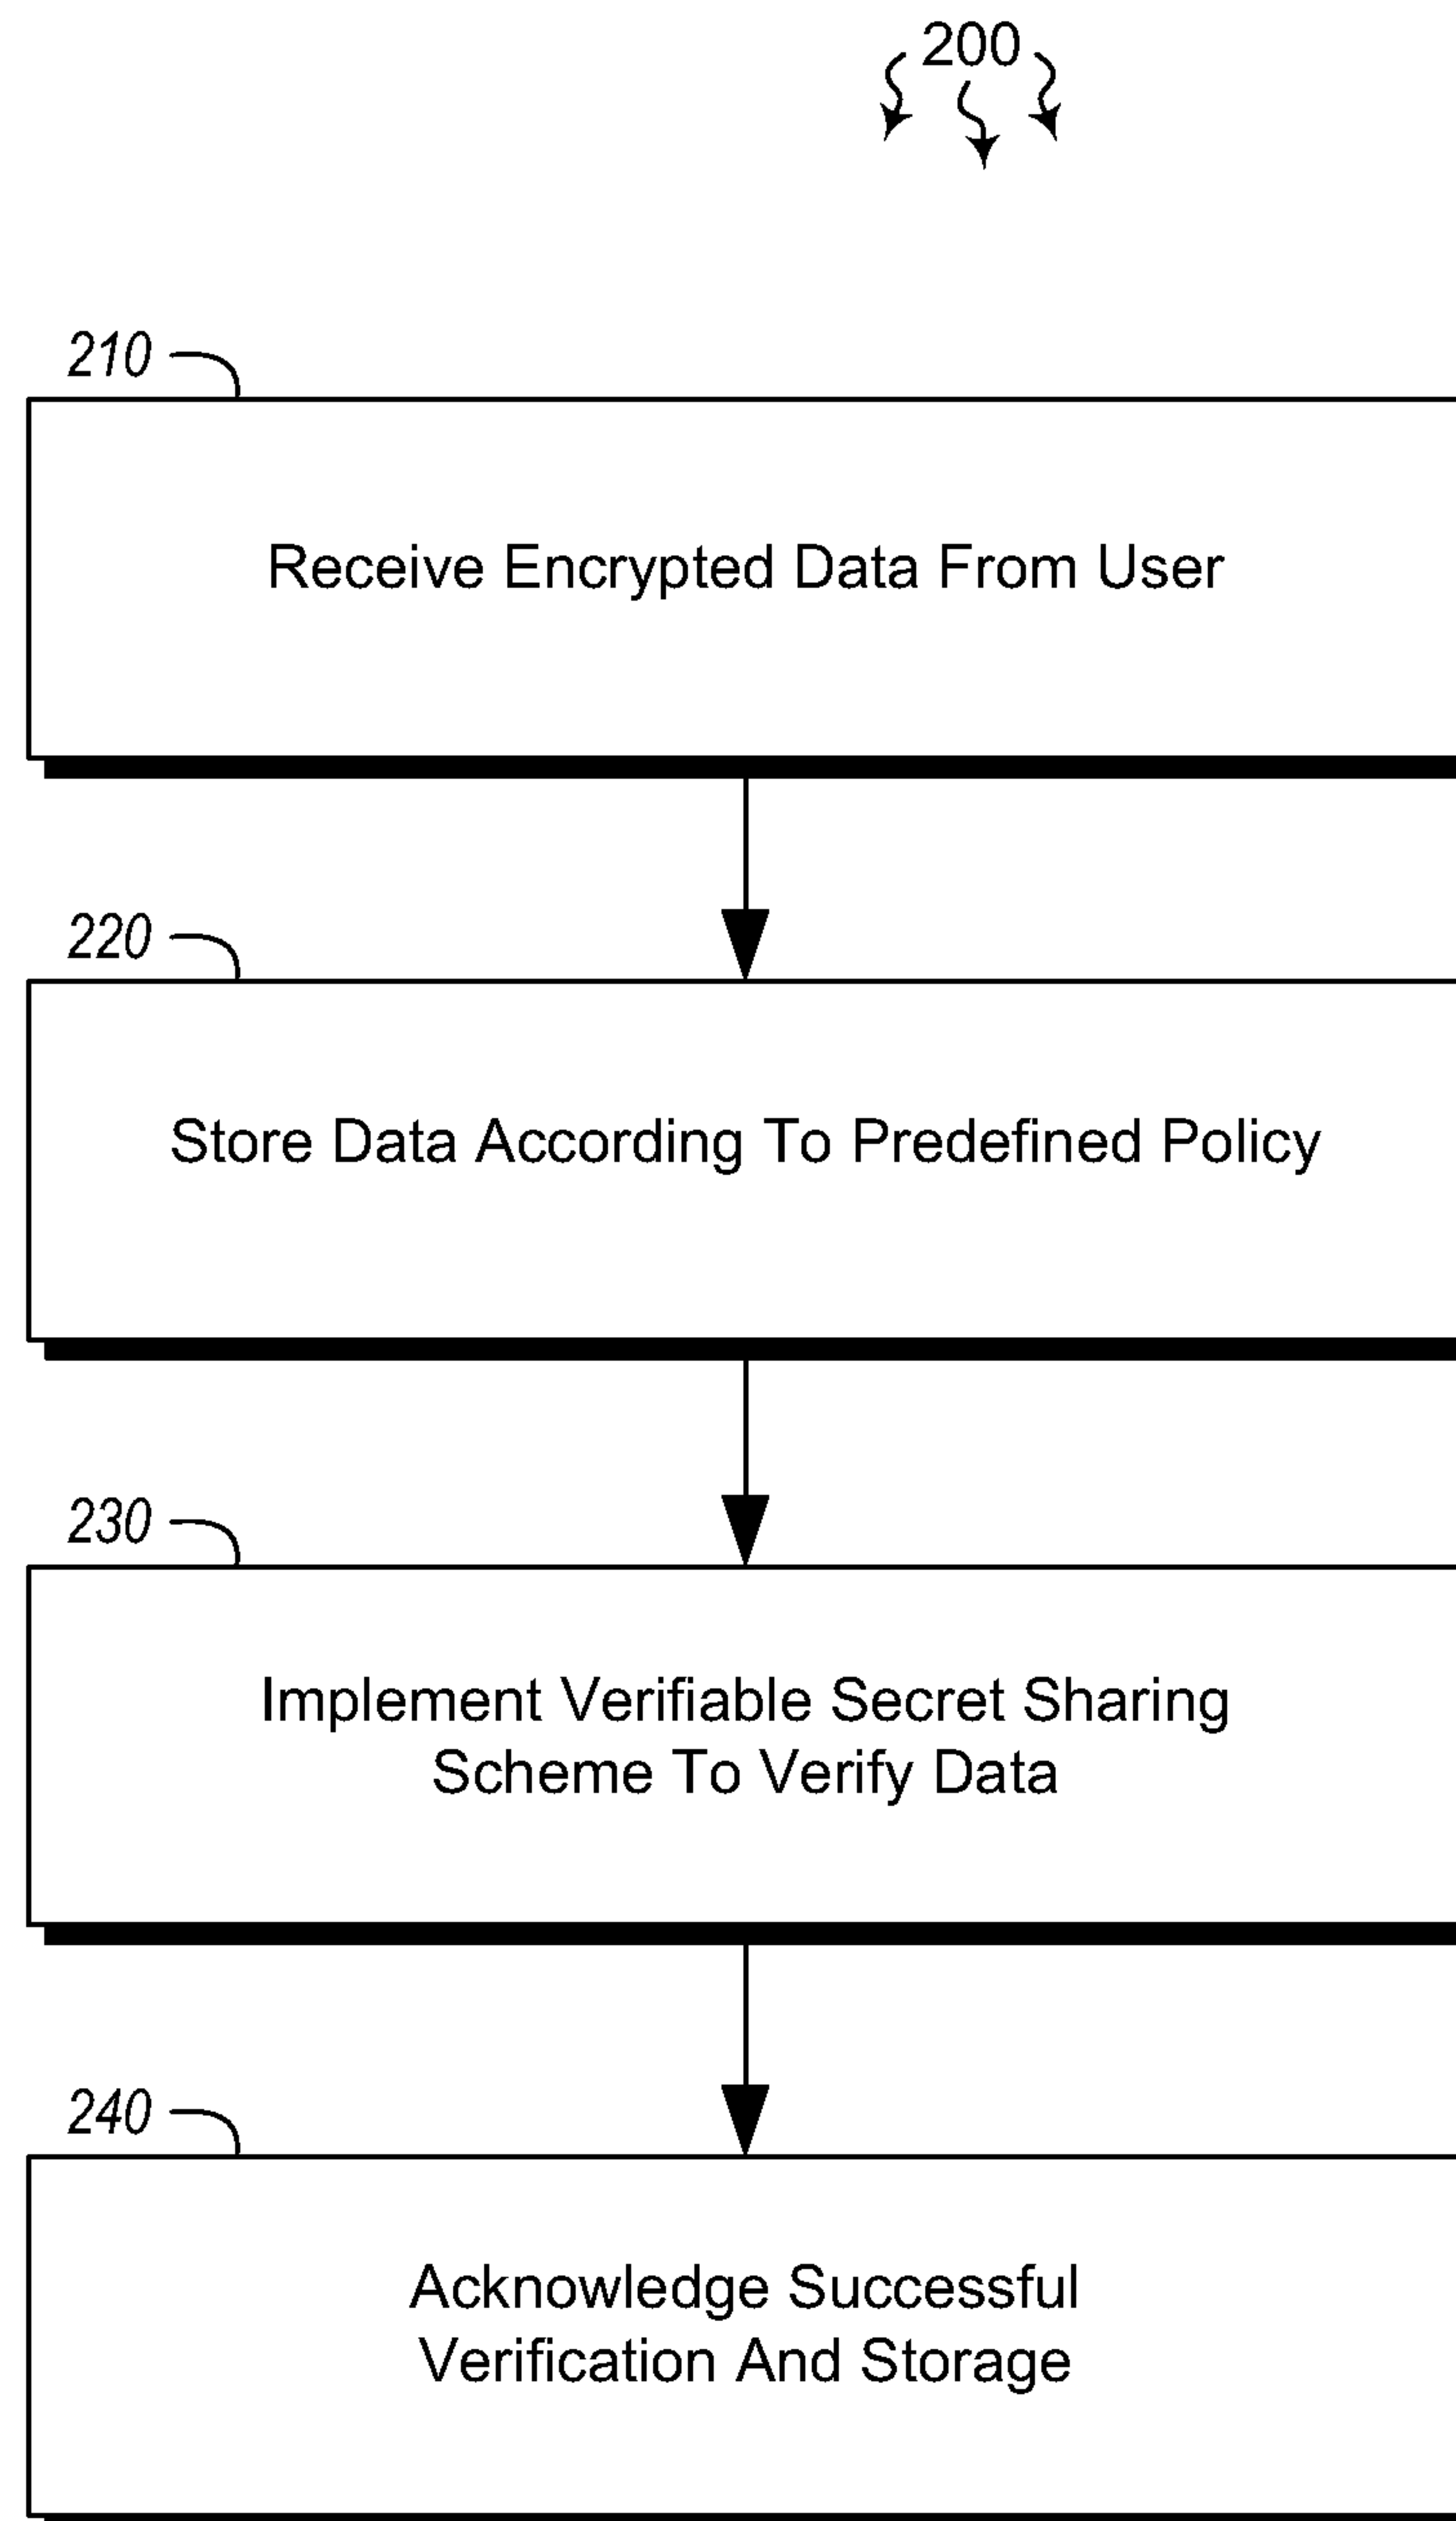 200
210
Receive Encrypted Data From User
220
Store Data According To Predefined Policy
230
Implement Verifiable Secret Sharing
Scheme To Verify Data
240
Acknowledge Successful
Verification And Storage